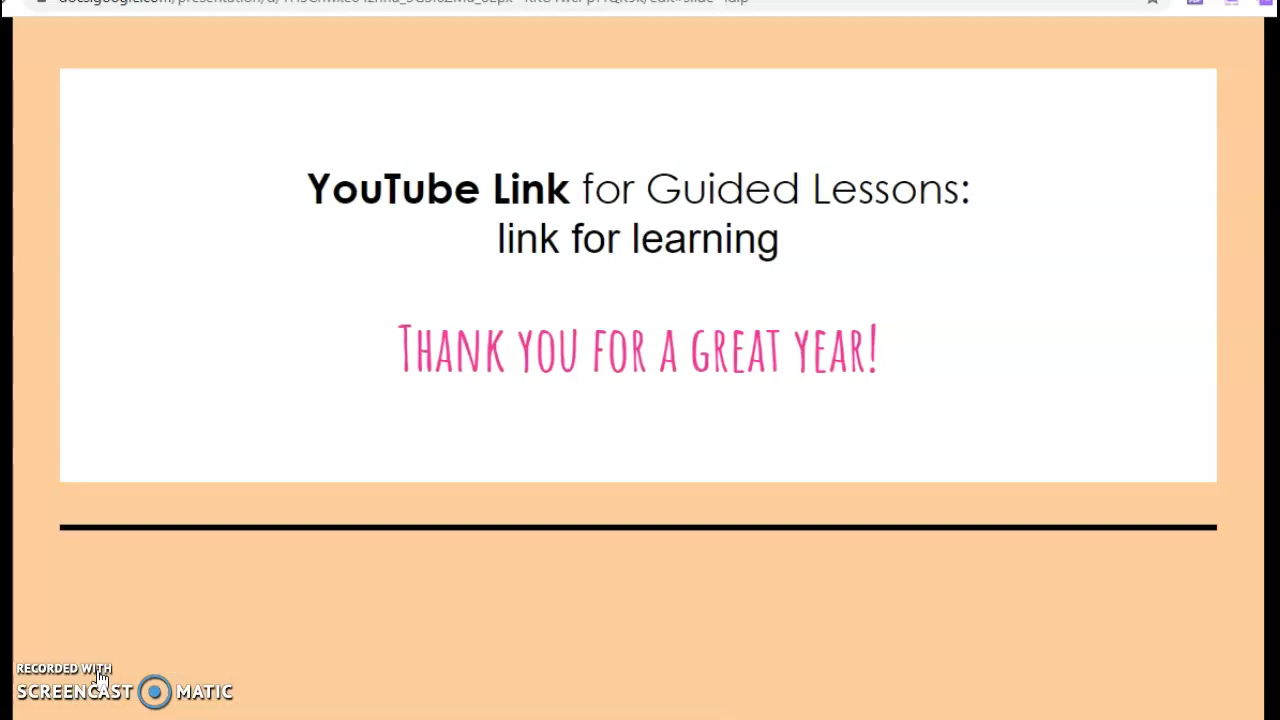 YouTube Link for Guided Lessons:
link for learning
Thank you for a great year!
RECORDED WITH
SCREENCAST MATIC